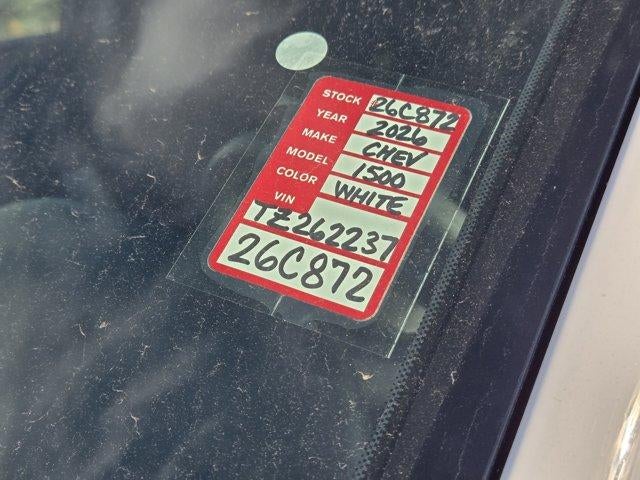 STOCK 26C872
YEAR 2026
MAKE CHEV
MODEL 1500
COLOR WHITE
VIN
TZ262237
26C872